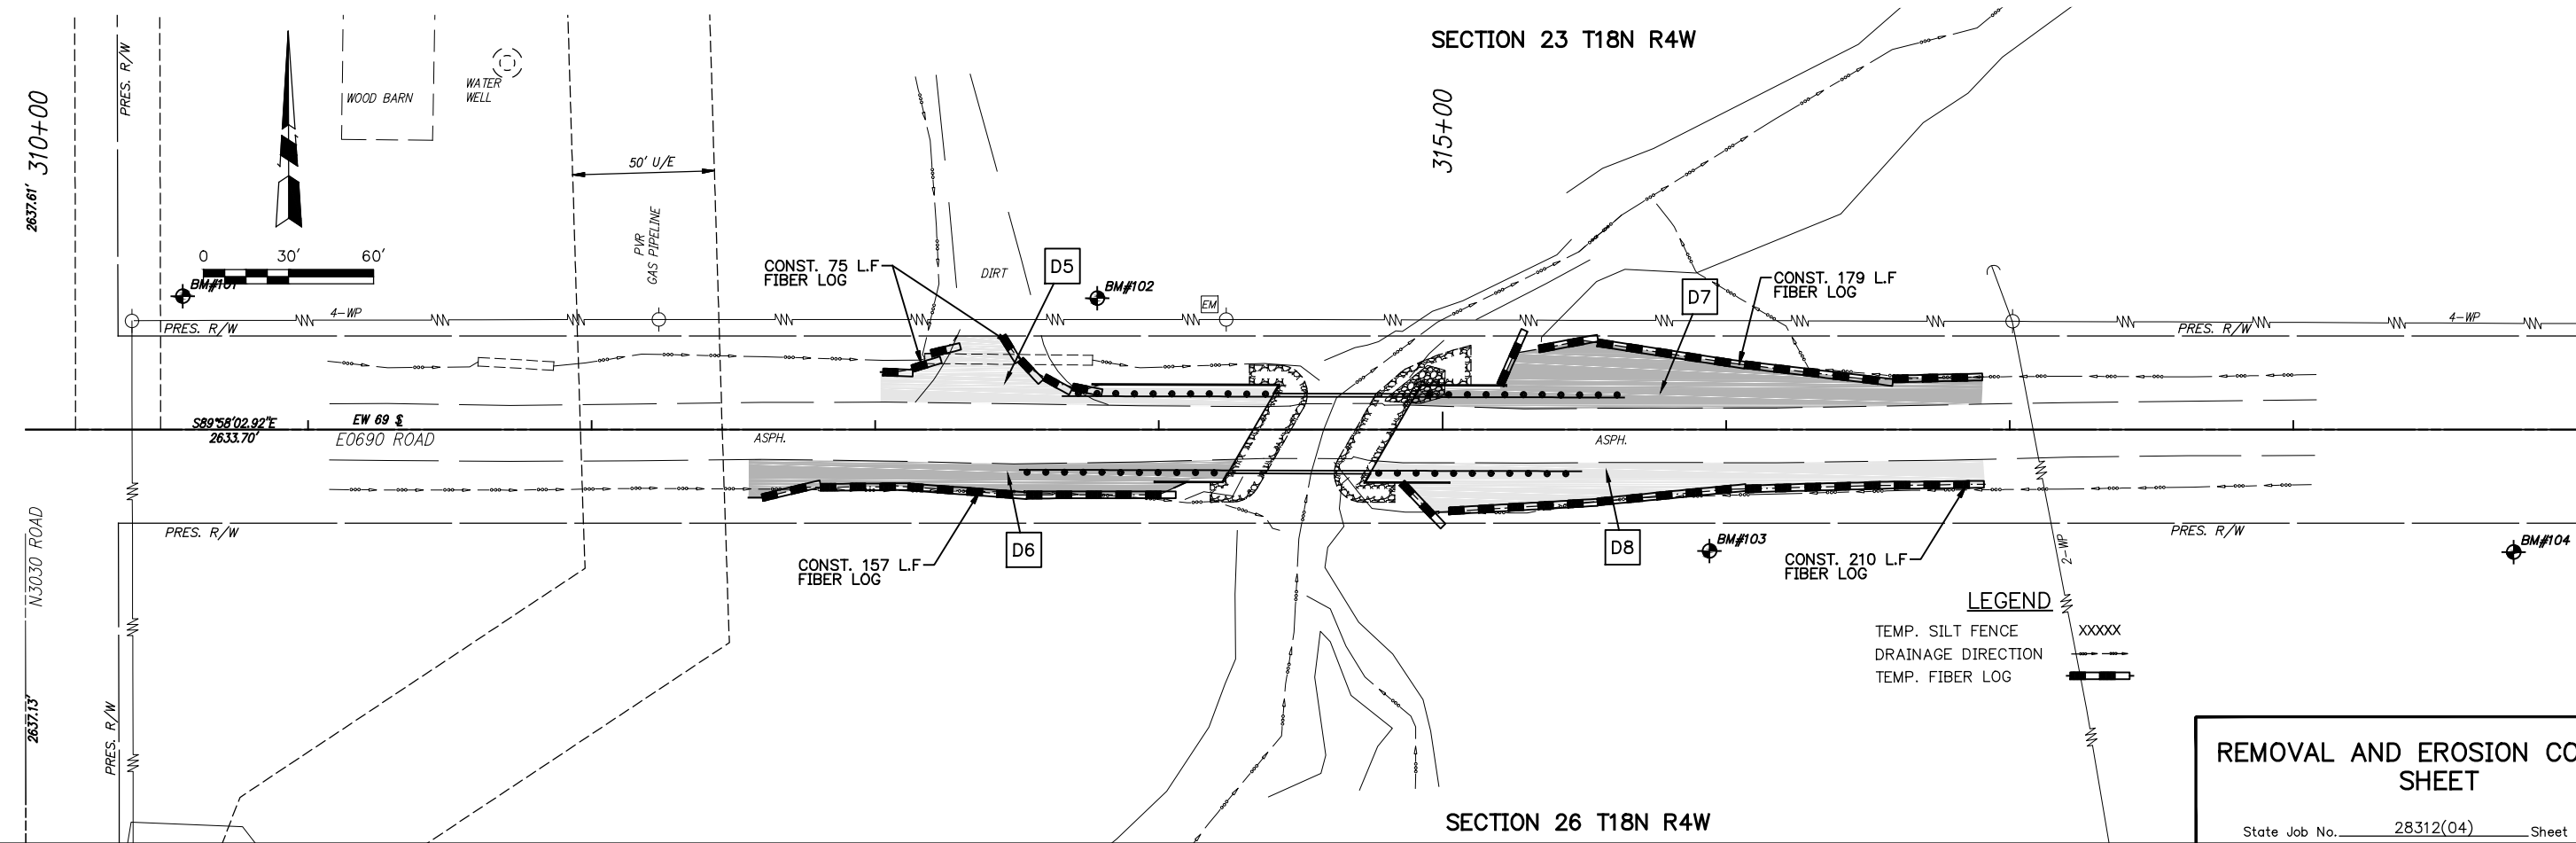 SECTION 23 T18N R4W
310+00
2637.61'
PRES. R/W
WOOD BARN
WATER
WELL
50' U/E
PVR
GAS PIPELINE
0 30' 60'
BM#101
4-WP
PRES. R/W
CONST. 75 L.F
FIBER LOG
DIRT
D5
BM#102
EM
315+00
D7
CONST. 179 L.F
FIBER LOG
PRES. R/W
4-WP
S89°58'02.92"E
2633.70'
EW 69
E0690 ROAD
ASPH.
ASPH.
N3030 ROAD
2637.13'
PRES. R/W
PRES. R/W
CONST. 157 L.F
FIBER LOG
D6
D8
BM#103
CONST. 210 L.F
FIBER LOG
2-WP
PRES. R/W
BM#104
LEGEND
TEMP. SILT FENCE XXXXX
DRAINAGE DIRECTION
TEMP. FIBER LOG
SECTION 26 T18N R4W
REMOVAL AND EROSION CO
SHEET
State Job No. 28312(04) Sheet